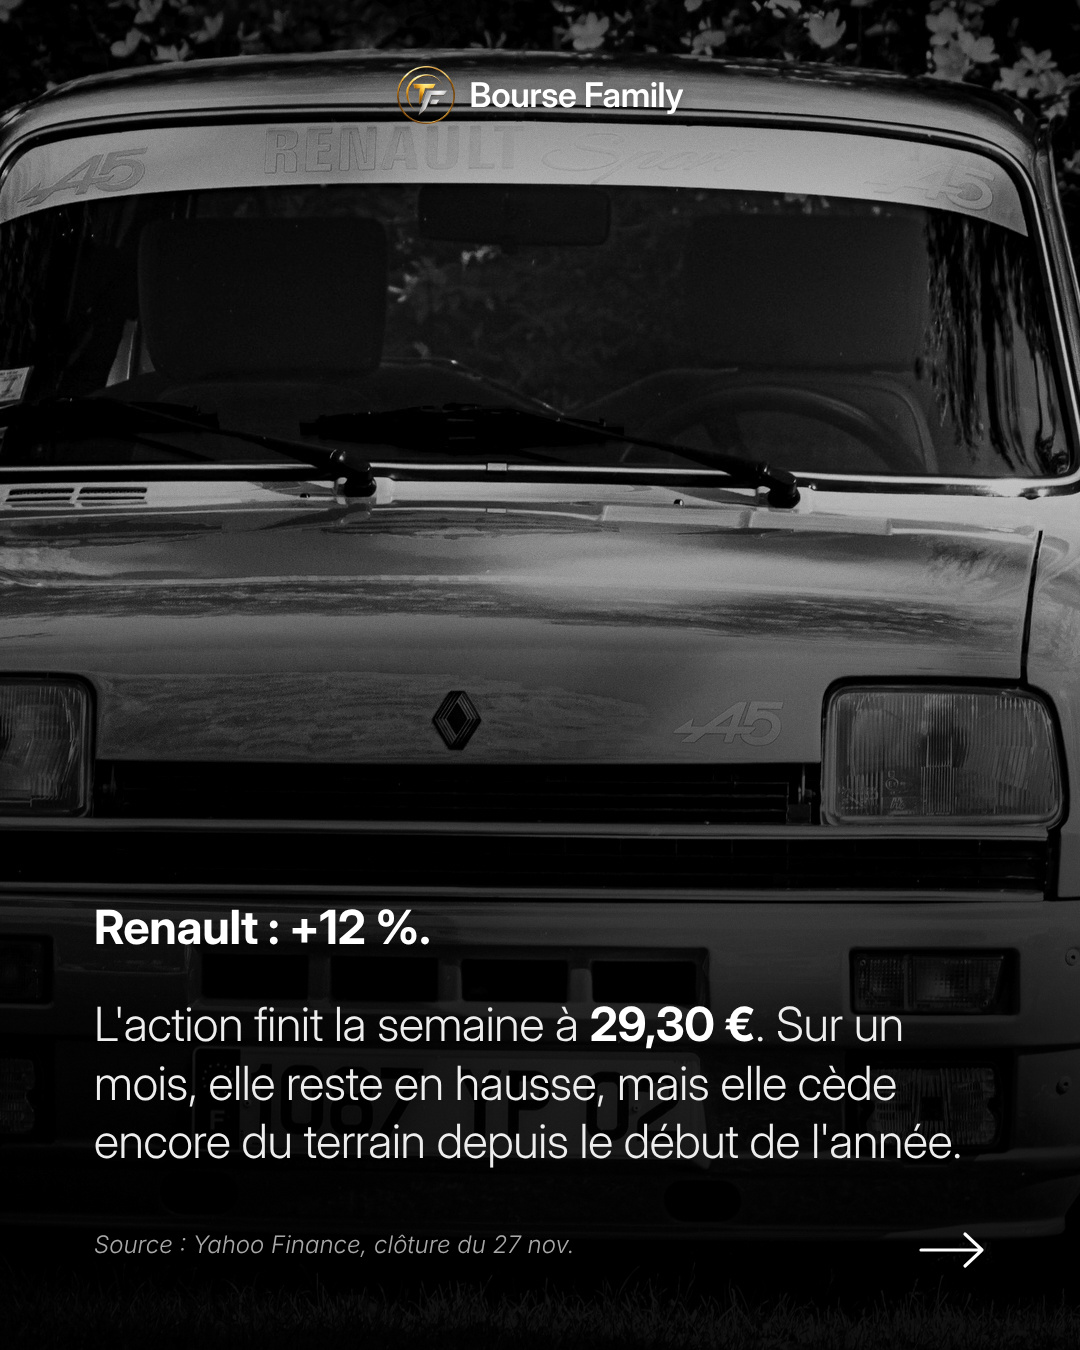 TF Bourse Family
A5 RENAULT Sport A5
A5
Renault : +12 %.
L'action finit la semaine à 29,30 €. Sur un
mois, elle reste en hausse, mais elle cède
encore du terrain depuis le début de l'année.
Source : Yahoo Finance, clôture du 27 nov.